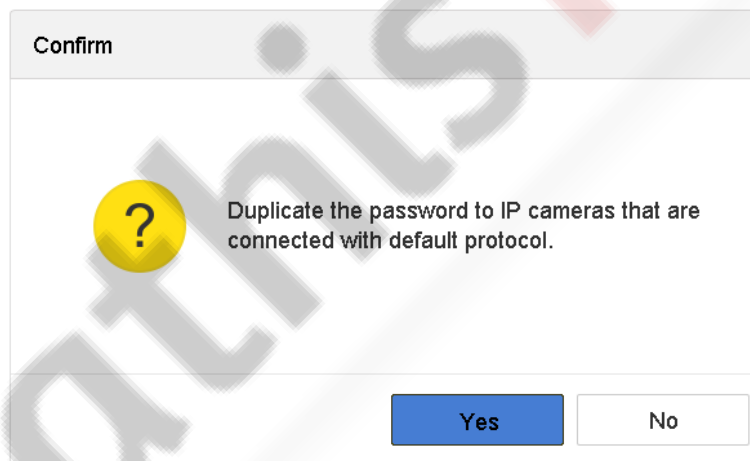 Confirm
?
Duplicate the password to IP cameras that are
connected with default protocol.
Yes
No